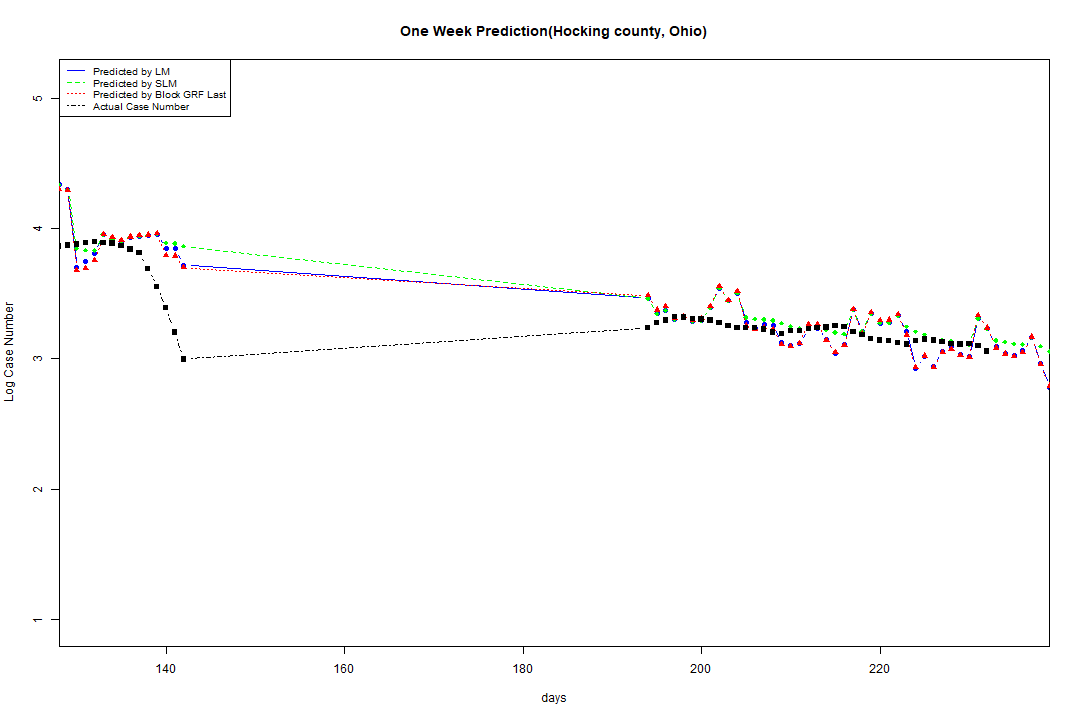 One Week Prediction(Hocking county, Ohio)
Predicted by LM
Predicted by SLM
Predicted by Block GRF Last
Actual Case Number
5
4
3
2
1
Log Case Number
140 160 180 200 220
days